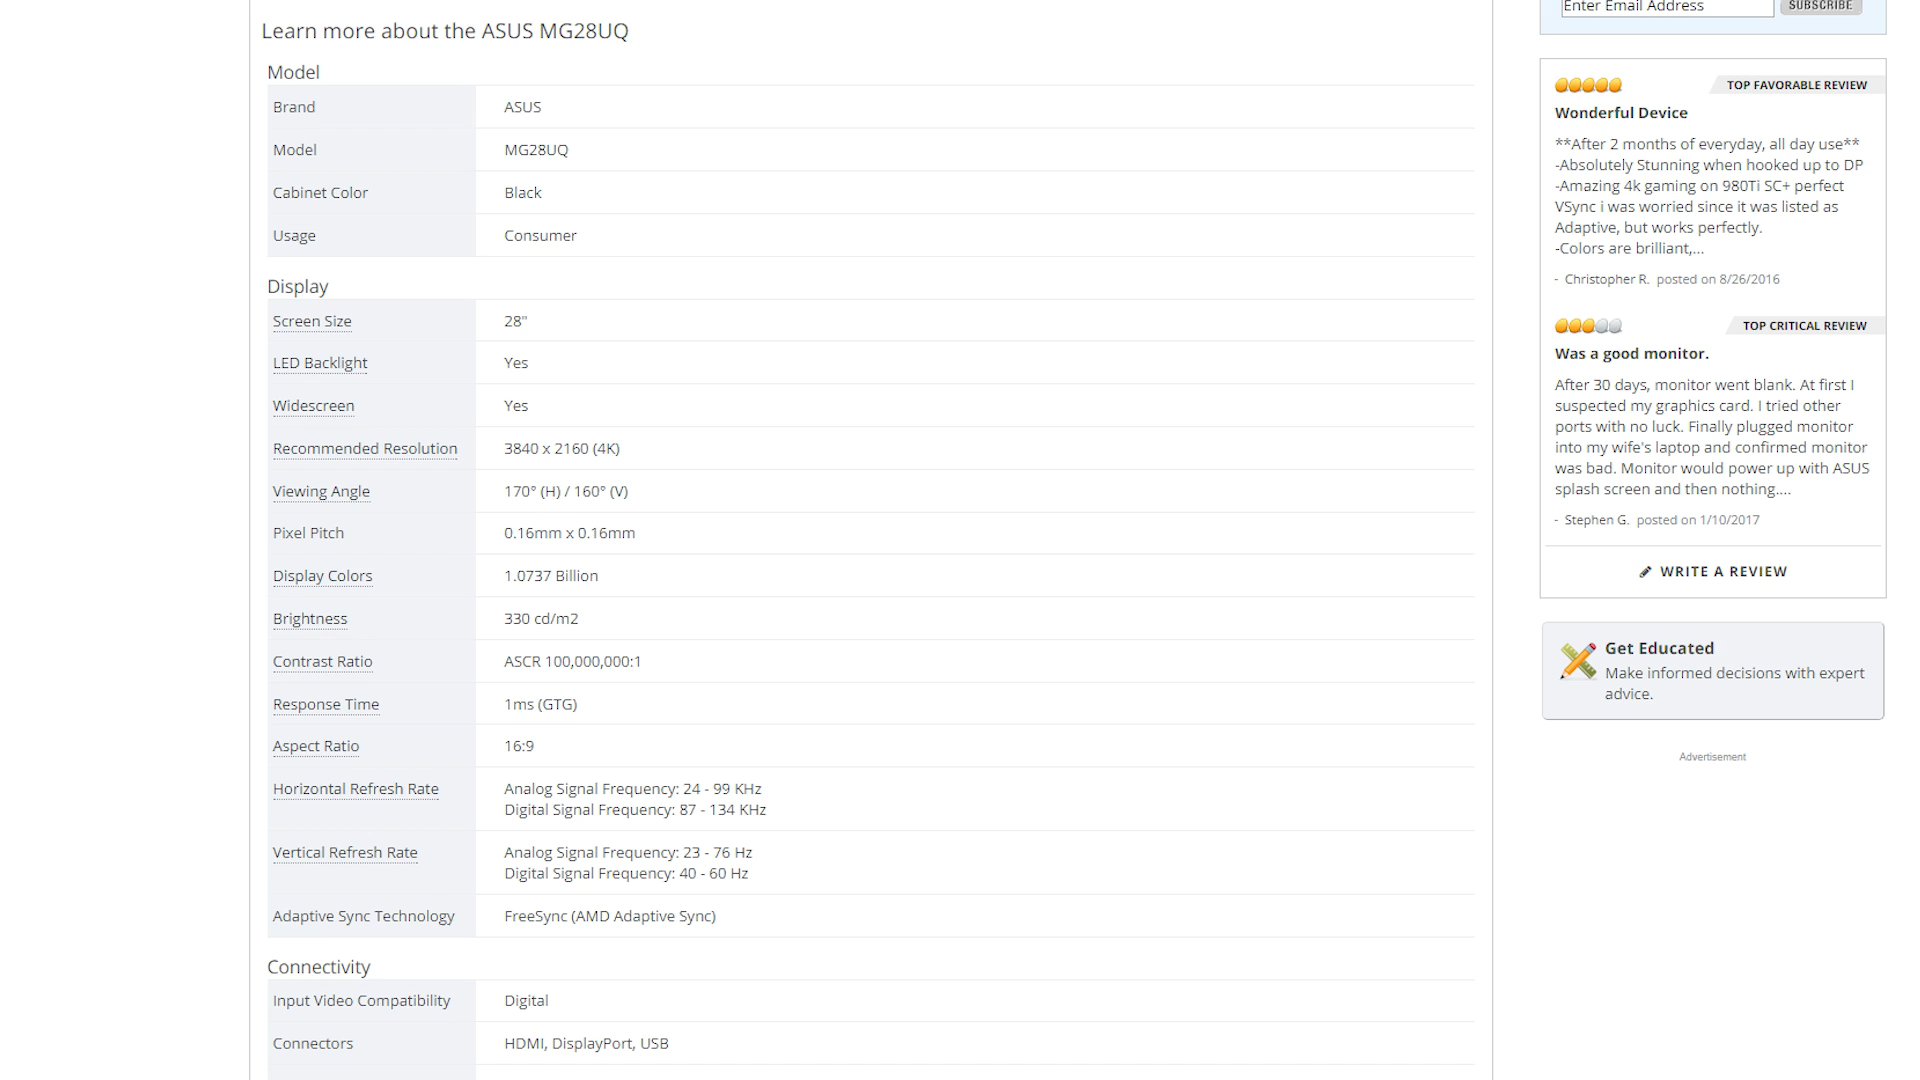 Enter Email Address
SUBSCRIBE
Learn more about the ASUS MG28UQ
Model
Brand ASUS
Model MG28UQ
Cabinet Color Black
Usage Consumer
Display
Screen Size 28"
LED Backlight Yes
Widescreen Yes
Recommended Resolution 3840 x 2160 (4K)
Viewing Angle 170° (H) / 160° (V)
Pixel Pitch 0.16mm x 0.16mm
Display Colors 1.0737 Billion
Brightness 330 cd/m2
Contrast Ratio ASCR 100,000,000:1
Response Time 1ms (GTG)
Aspect Ratio 16:9
Horizontal Refresh Rate Analog Signal Frequency: 24 - 99 KHz
Digital Signal Frequency: 87 - 134 KHz
Vertical Refresh Rate Analog Signal Frequency: 23 - 76 Hz
Digital Signal Frequency: 40 - 60 Hz
Adaptive Sync Technology FreeSync (AMD Adaptive Sync)
Connectivity
Input Video Compatibility Digital
Connectors HDMI, DisplayPort, USB
TOP FAVORABLE REVIEW
Wonderful Device
**After 2 months of everyday, all day use**
-Absolutely Stunning when hooked up to DP
-Amazing 4k gaming on 980Ti SC+ perfect
VSync i was worried since it was listed as
Adaptive, but works perfectly.
-Colors are brilliant,...
- Christopher R. posted on 8/26/2016
TOP CRITICAL REVIEW
Was a good monitor.
After 30 days, monitor went blank. At first I
suspected my graphics card. I tried other
ports with no luck. Finally plugged monitor
into my wife's laptop and confirmed monitor
was bad. Monitor would power up with ASUS
splash screen and then nothing....
- Stephen G. posted on 1/10/2017
WRITE A REVIEW
Get Educated
Make informed decisions with expert
advice.
Advertisement